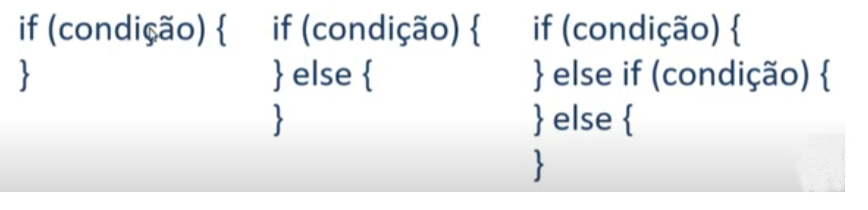 if (condição) {
}
if (condição) {
} else {
}
if (condição) {
} else if (condição) {
} else {
}